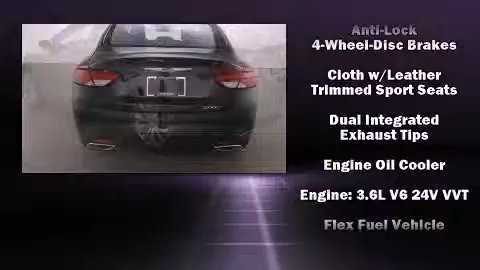 Anti-Lock
4-Wheel-Disc Brakes
Cloth w/Leather
Trimmed Sport Seats
Dual Integrated
Exhaust Tips
Engine Oil Cooler
Engine: 3.6L V6 24V VVT
Flex Fuel Vehicle